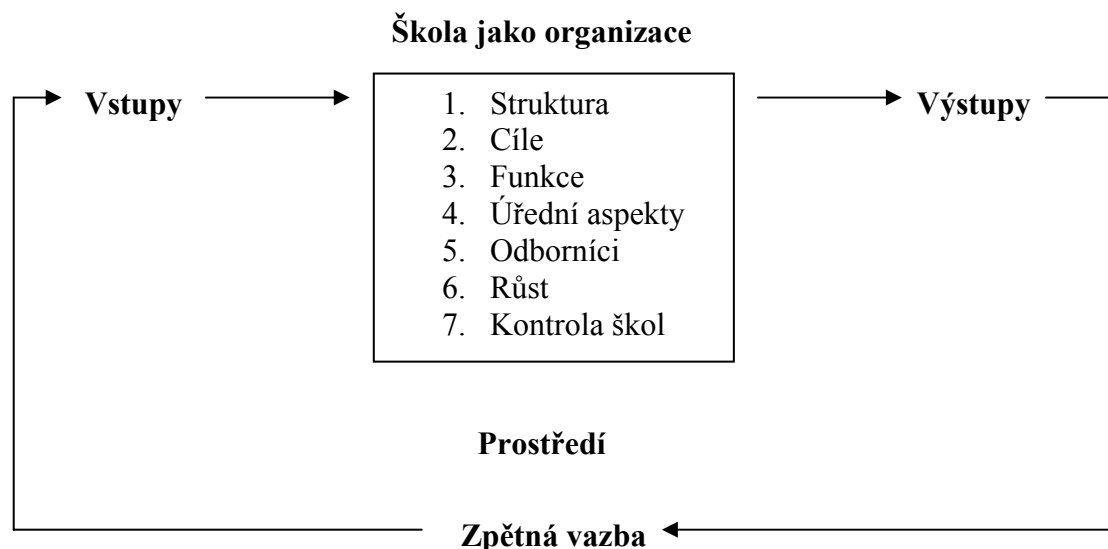 Škola jako organizace
Vstupy
1. Struktura
2. Cíle
3. Funkce
4. Úřední aspekty
5. Odborníci
6. Růst
7. Kontrola škol
Výstupy
Prostředí
Zpětná vazba